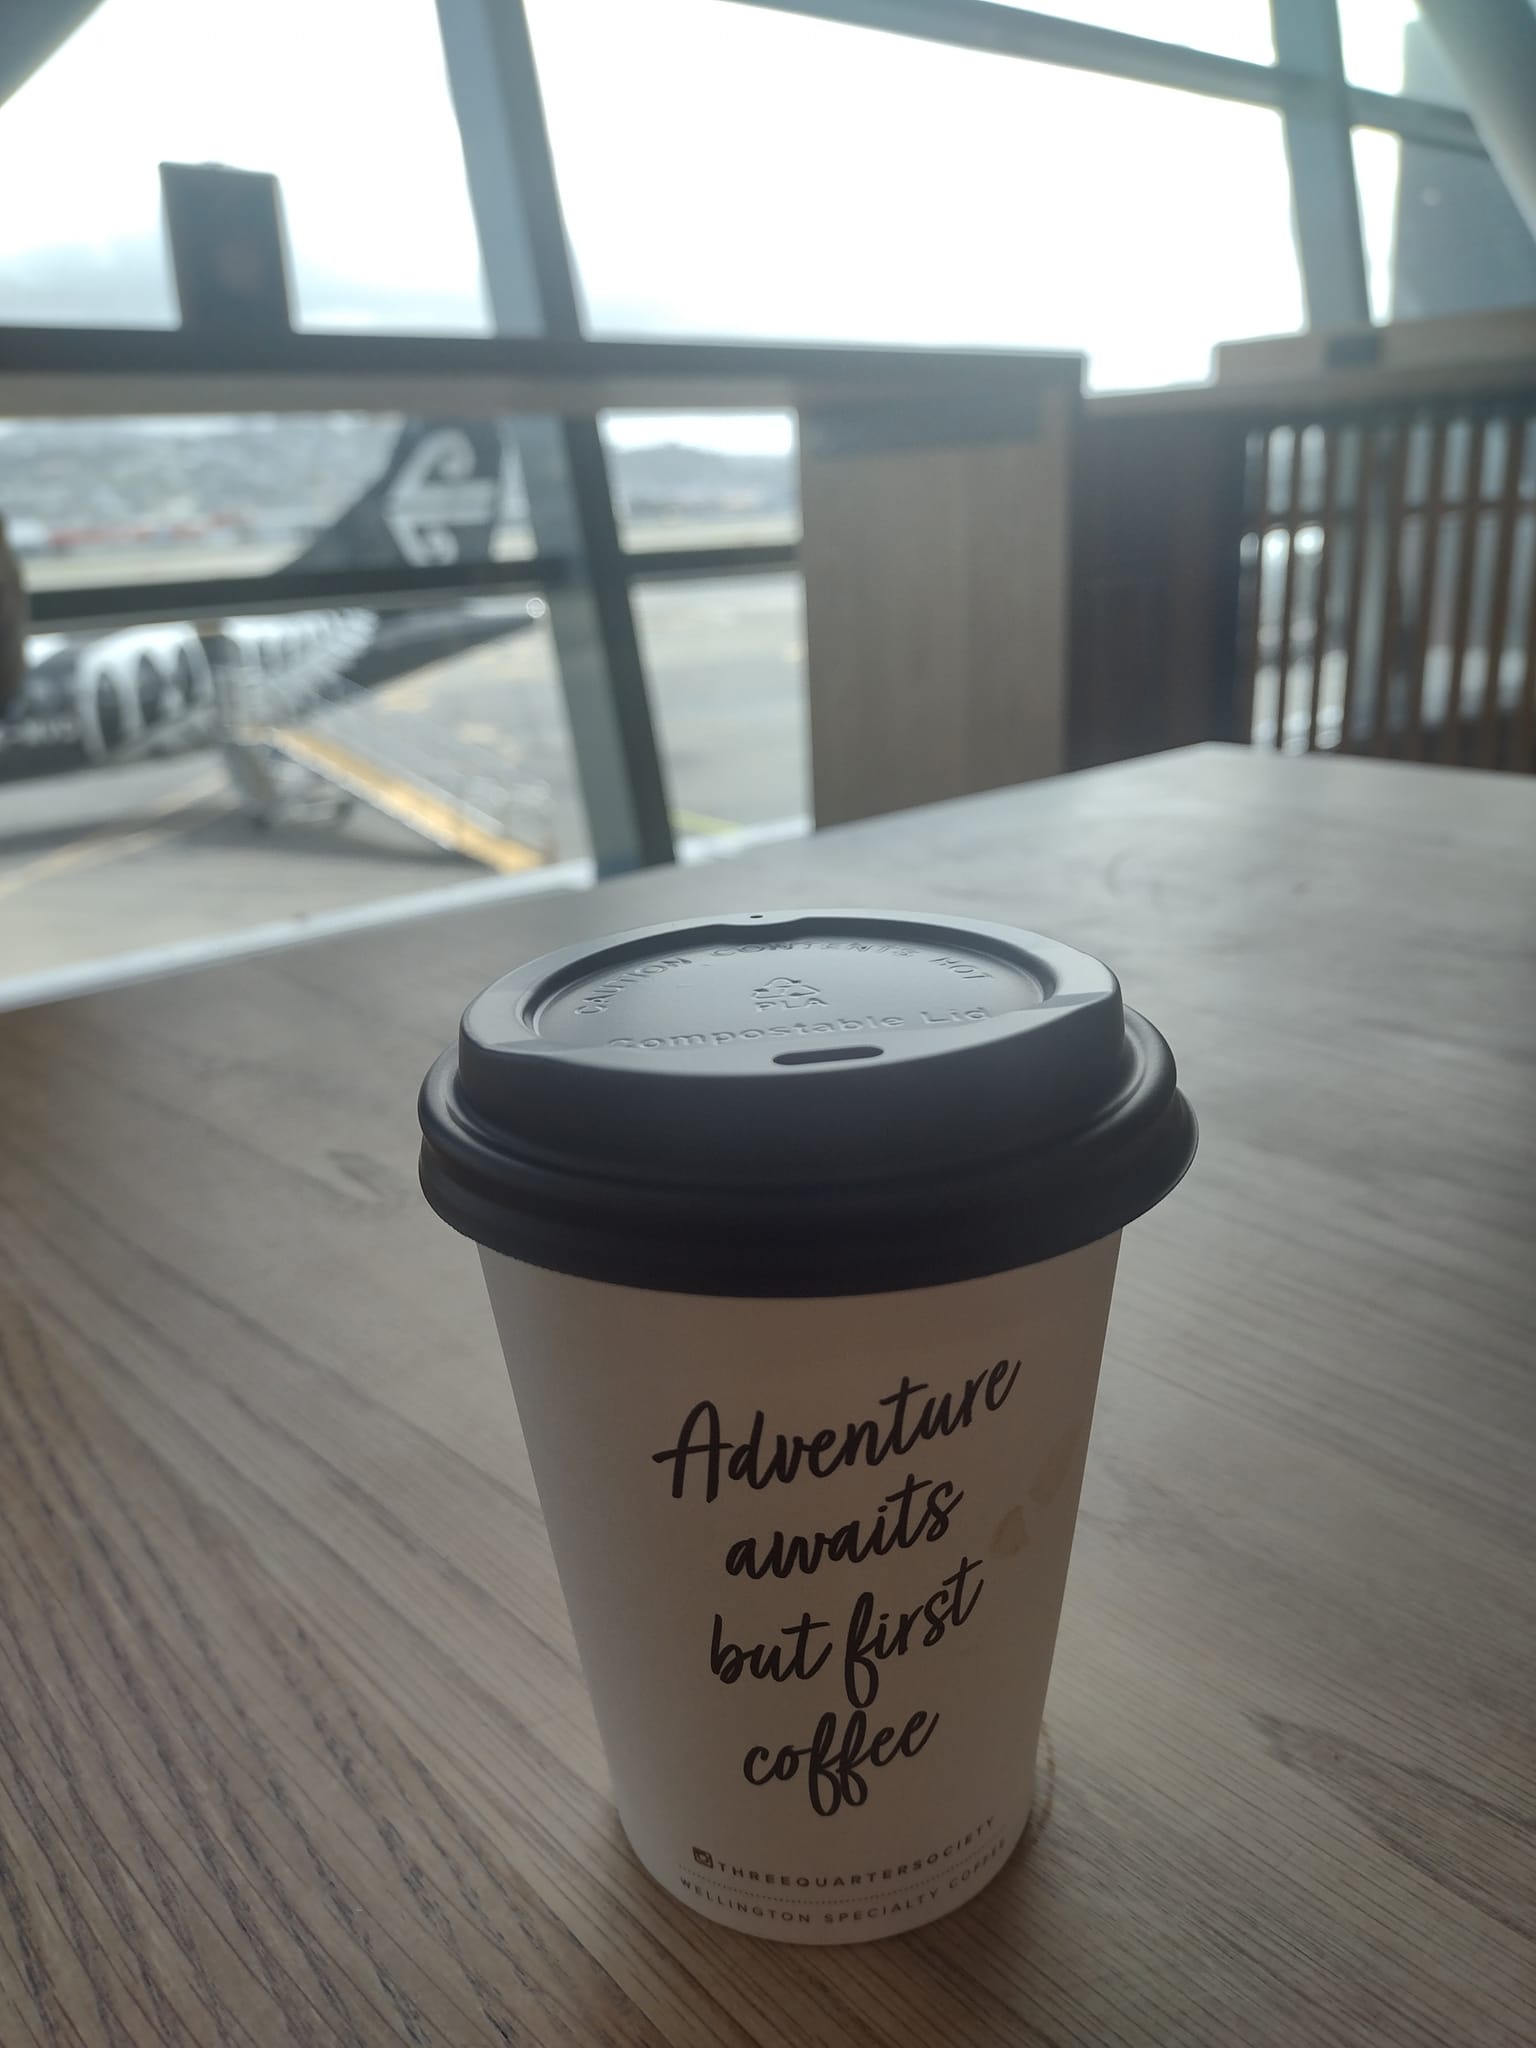 CAUTION CONTENTS HOT
PLA
Compostable Lid
Adventure
awaits
but first
coffee
THREEQUARTERSOCIETY
WELLINGTON SPECIALTY COFFEE